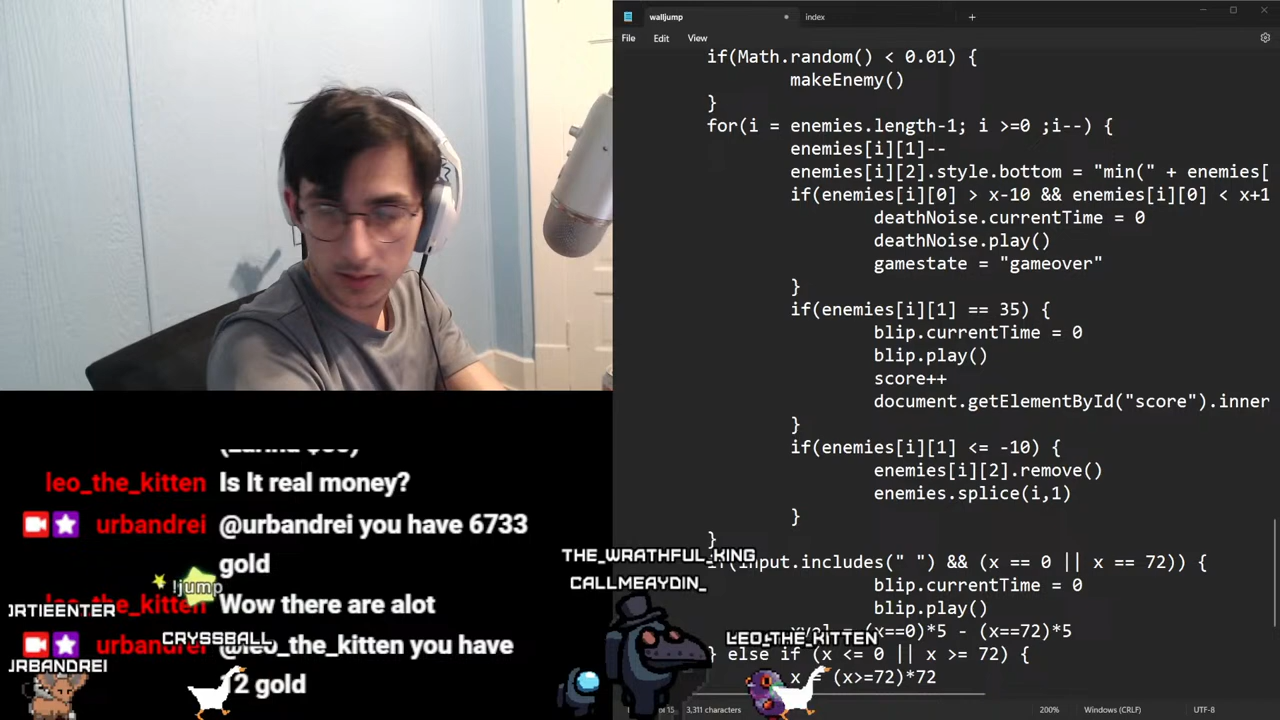 walljump
index
File
Edit
View
if(Math.random() < 0.01) {
makeEnemy()
}
for(i = enemies.length-1; i >=0 ;i--) {
enemies[i][1]--
enemies[i][2].style.bottom = "min(" + enemies[
if(enemies[i][0] > x-10 && enemies[i][0] < x+1
deathNoise.currentTime = 0
deathNoise.play()
gamestate = "gameover"
}
if(enemies[i][1] == 35) {
blip.currentTime = 0
blip.play()
score++
document.getElementById("score").inner
}
if(enemies[i][1] <= -10) {
enemies[i][2].remove()
enemies.splice(i,1)
}
}
if(input.includes(" ") && (x == 0 || x == 72)) {
blip.currentTime = 0
blip.play()
= (x==0)*5 - (x==72)*5
} else if (x <= 0 || x >= 72) {
x = (x>=72)*72
15
3,311 characters
200%
Windows (CRLF)
UTF-8
leo_the_kitten Is It real money?
urbandrei @urbandrei you have 6733
gold
leo_the_kitten Wow there are alot
urbandrei @leo_the_kitten you have
12 gold
!jump
ORTIEENTER
CRYSSBALL
URBANDREI
THE_WRATHFUL_KING
CALLMEAYDIN_
LEO_THE_KITTEN